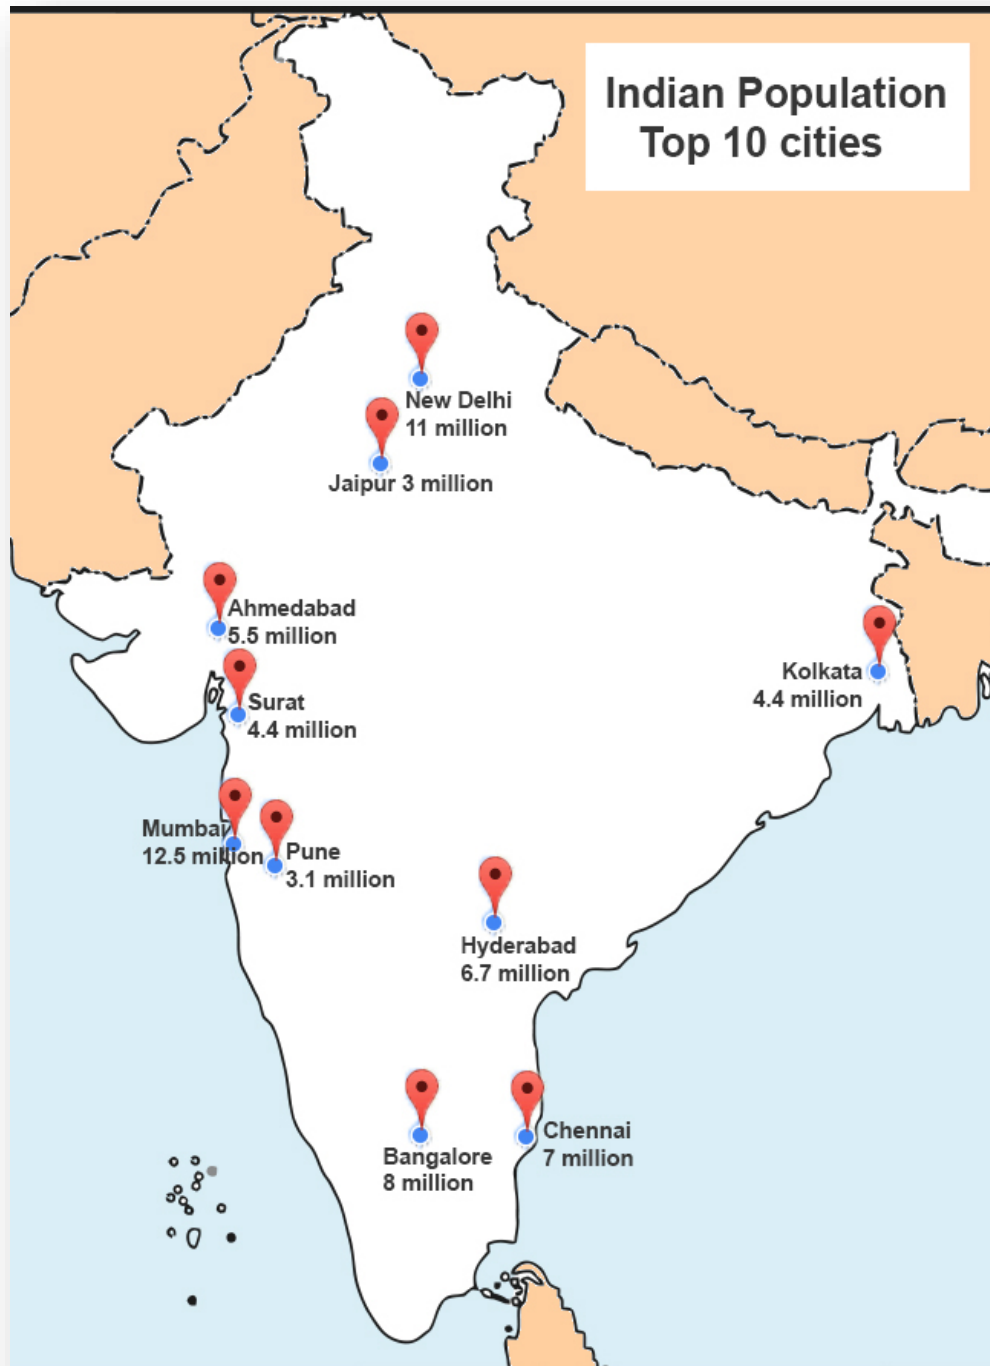 Indian Population
Top 10 cities
New Delhi
11 million
Jaipur 3 million
Ahmedabad
5.5 million
Kolkata
4.4 million
Surat
4.4 million
Mumbai
12.5 million
Pune
3.1 million
Hyderabad
6.7 million
Bangalore
8 million
Chennai
7 million